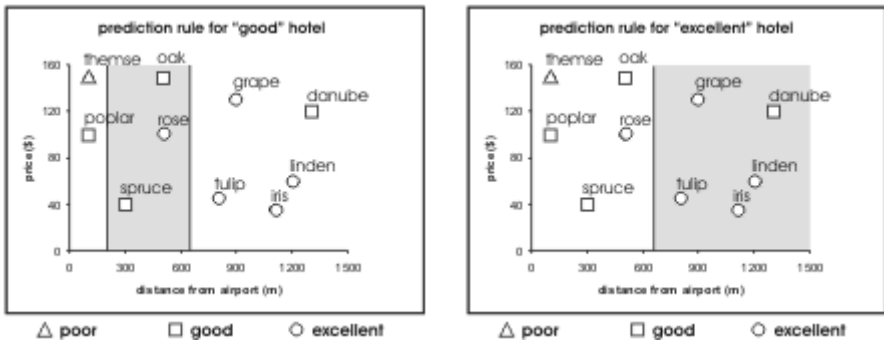 prediction rule for “good” hotel
160
themse
oak
grape
danube
120
poplar
rose
price($)
80
linden
spruce
tulip
iris
40
0
0 300 600 900 1 200 1 500
distance from airport (m)
poor good excellent
prediction rule for “excellent” hotel
160
themse
oak
grape
danube
120
poplar
rose
price($)
80
linden
spruce
tulip
iris
40
0
0 300 600 900 1 200 1 500
distance from airport (m)
poor good excellent